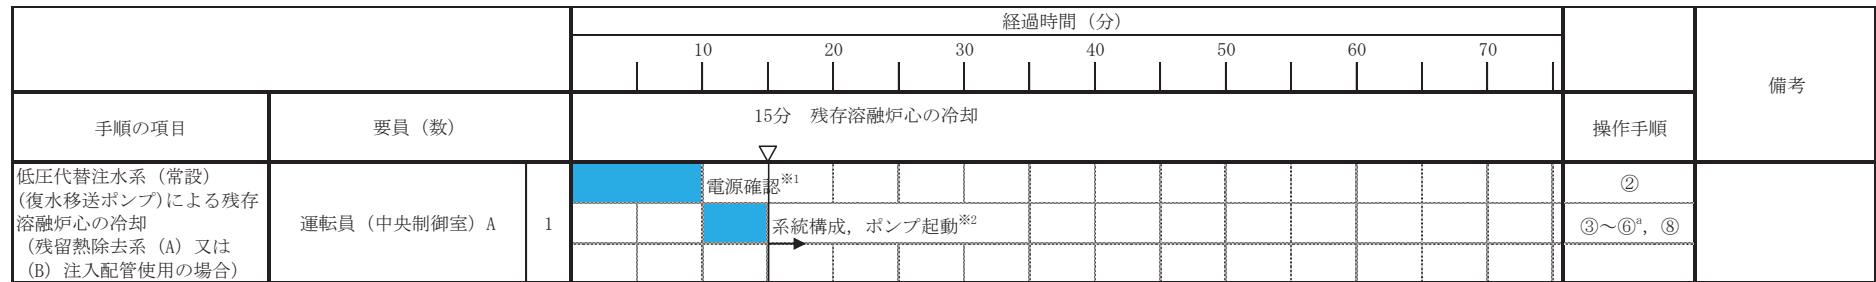 経過時間（分）
10 20 30 40 50 60 70
備考
手順の項目
要員（数）
15分　残存溶融炉心の冷却
操作手順
低圧代替注水系（常設）
(復水移送ポンプ)による残存
溶融炉心の冷却
（残留熱除去系（A）又は
（B）注入配管使用の場合）
運転員（中央制御室）A
1
電源確認※1
②
系統構成，ポンプ起動※2
③～⑥a，⑧